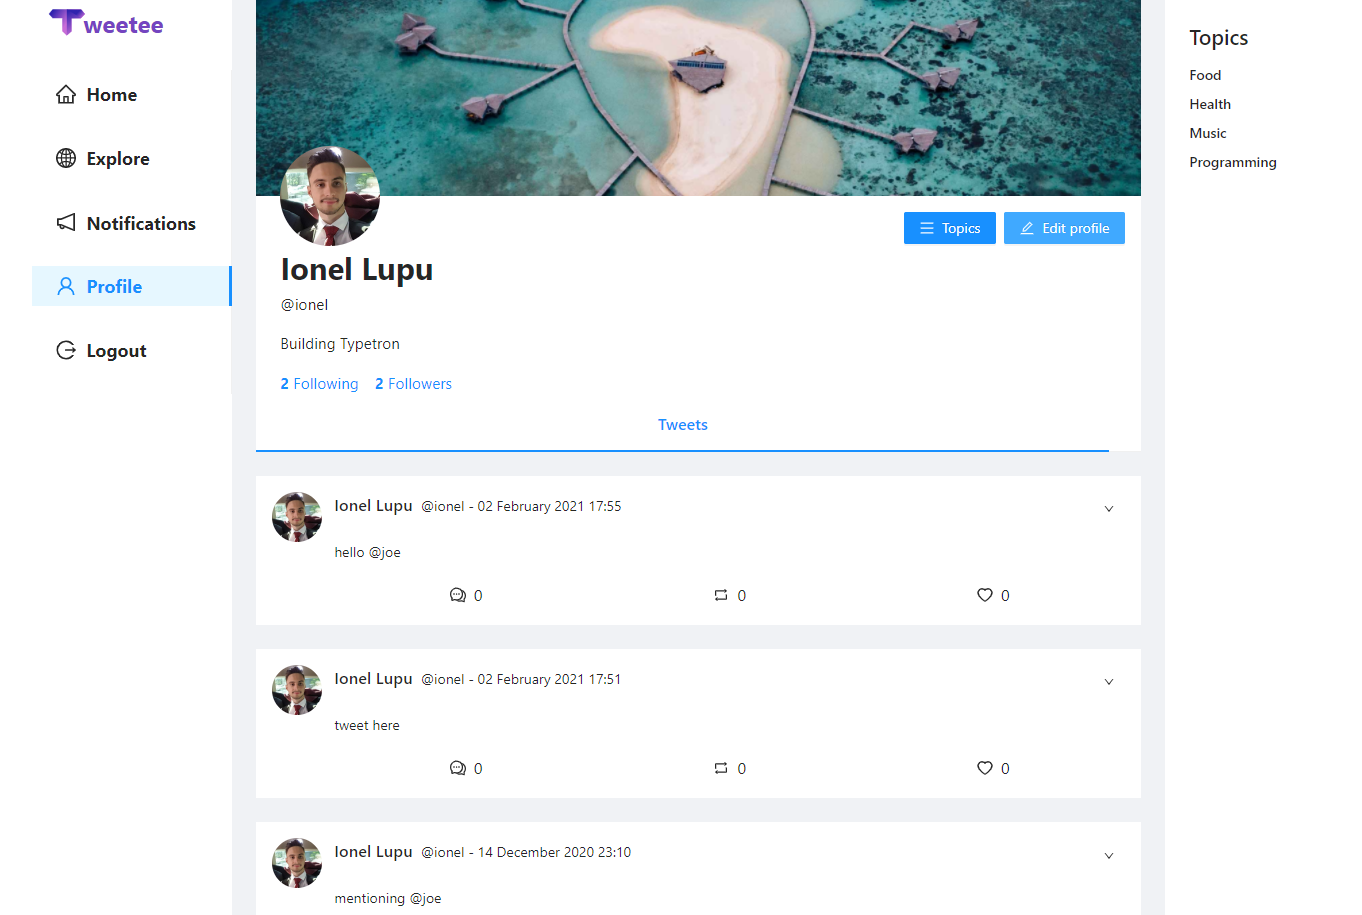 Tweetee
Home
Explore
Notifications
Profile
Logout
Topics
Edit profile
Ionel Lupu
@ionel
Building Typetron
2 Following 2 Followers
Tweets
Ionel Lupu @ionel - 02 February 2021 17:55
hello @joe
0 0 0
Ionel Lupu @ionel - 02 February 2021 17:51
tweet here
0 0 0
Ionel Lupu @ionel - 14 December 2020 23:10
mentioning @joe
Topics
Food
Health
Music
Programming